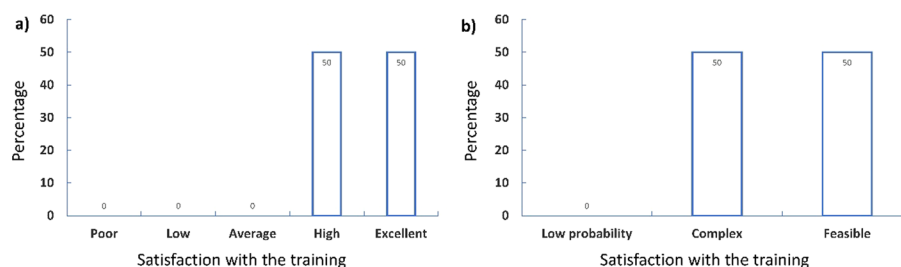 a)
60
50
40
30
20
10
0
Percentage
0
0
0
50
50
Poor
Low
Average
High
Excellent
Satisfaction with the training
b)
60
50
40
30
20
10
0
Percentage
0
50
50
Low probability
Complex
Feasible
Satisfaction with the training